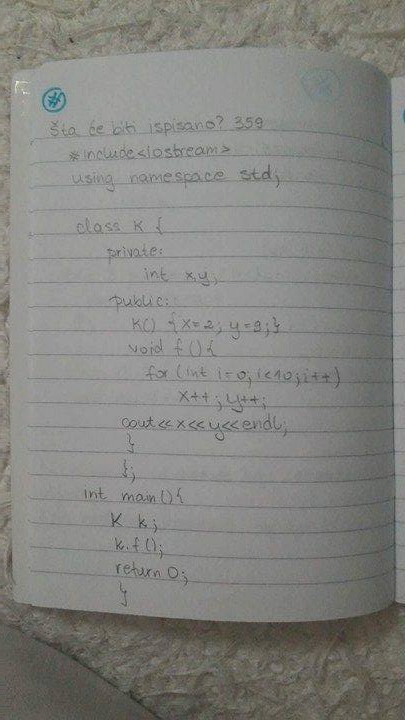 Šta će biti ispisano? 359
#include<iostream>
using namespace std;
class K {
private:
int x,y;
public:
K() {x=2; y=9;}
void f(){
for(int i=0;i<10;i++)
x++; y++;
cout<<x<<y<<endl;
}
};
int main(){
K k;
k.f();
return 0;
}